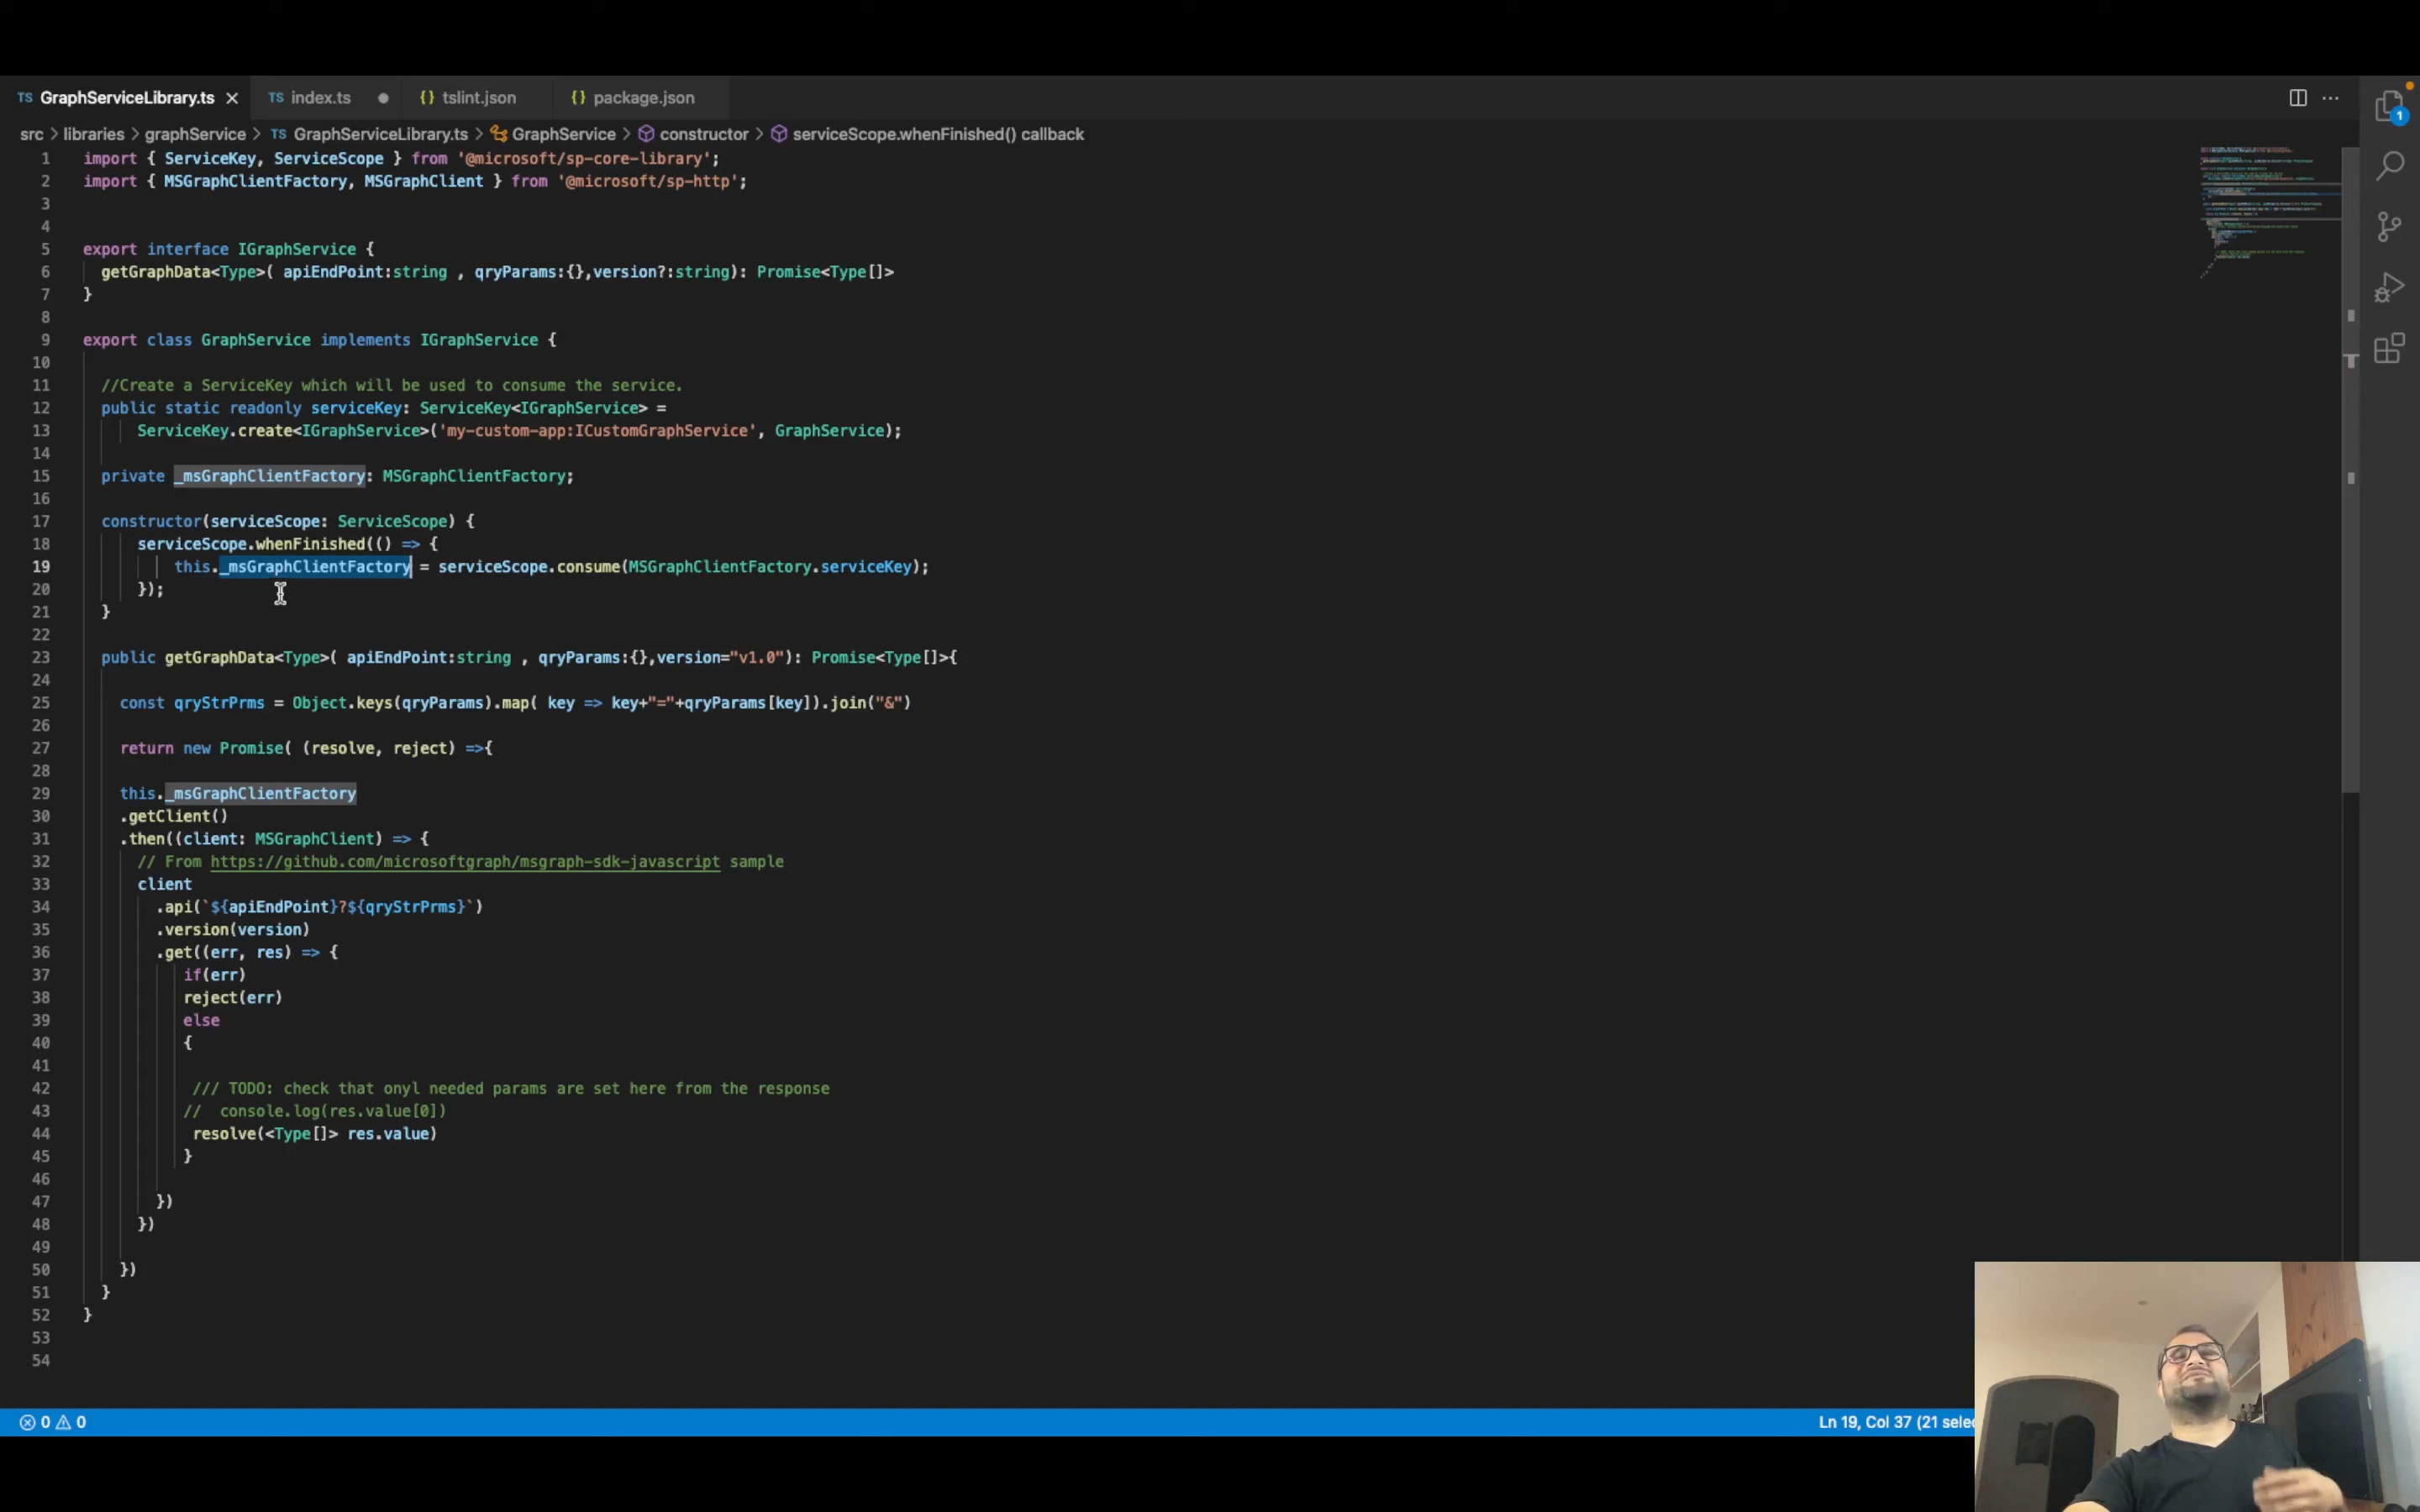 TS GraphServiceLibrary.ts
TS index.ts
{} tslint.json
{} package.json
src > libraries > graphService > TS GraphServiceLibrary.ts > GraphService > constructor > serviceScope.whenFinished() callback
1 import { ServiceKey, ServiceScope } from '@microsoft/sp-core-library';
2 import { MSGraphClientFactory, MSGraphClient } from '@microsoft/sp-http';
3
4
5 export interface IGraphService {
6 getGraphData<Type>( apiEndPoint:string , qryParams:{},version?:string): Promise<Type[]>
7 }
8
9 export class GraphService implements IGraphService {
10
11 //Create a ServiceKey which will be used to consume the service.
12 public static readonly serviceKey: ServiceKey<IGraphService> =
13 ServiceKey.create<IGraphService>('my-custom-app:ICustomGraphService', GraphService);
14
15 private _msGraphClientFactory: MSGraphClientFactory;
16
17 constructor(serviceScope: ServiceScope) {
18 serviceScope.whenFinished(() => {
19 this._msGraphClientFactory = serviceScope.consume(MSGraphClientFactory.serviceKey);
20 });
21 }
22
23 public getGraphData<Type>( apiEndPoint:string , qryParams:{},version="v1.0"): Promise<Type[]>{
24
25 const qryStrPrms = Object.keys(qryParams).map( key => key+"="+qryParams[key]).join("&")
26
27 return new Promise( (resolve, reject) =>{
28
29 this._msGraphClientFactory
30 .getClient()
31 .then((client: MSGraphClient) => {
32 // From https://github.com/microsoftgraph/msgraph-sdk-javascript sample
33 client
34 .api(`${apiEndPoint}?${qryStrPrms}`)
35 .version(version)
36 .get((err, res) => {
37 if(err)
38 reject(err)
39 else
40 {
41
42 /// TODO: check that onyl needed params are set here from the response
43 // console.log(res.value[0])
44 resolve(<Type[]> res.value)
45 }
46
47 })
48 })
49
50 })
51 }
52 }
53
54
1
0 0
Ln 19, Col 37 (21 selec